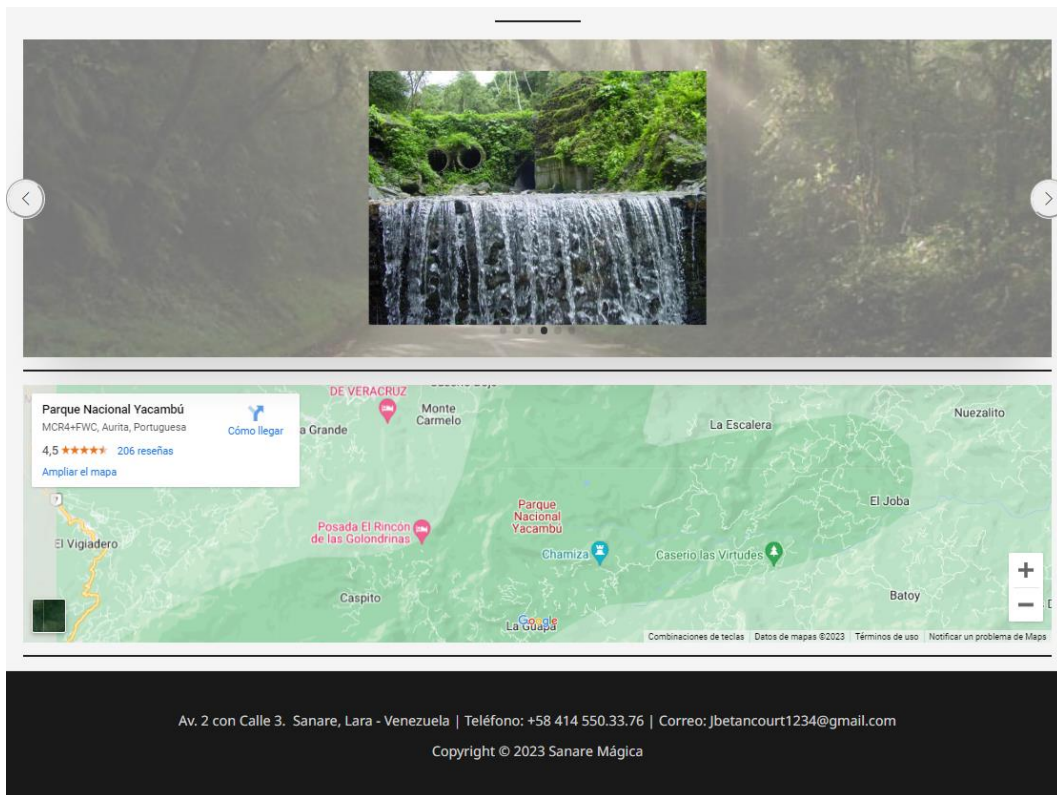 DE VERACRUZ
Monte
Carmelo
Parque Nacional Yacambú
MCR4+FWC, Aurita, Portuguesa
Cómo llegar
4,5
206 reseñas
Ampliar el mapa
a Grande
La Escalera
Nuezalito
7
El Vigiadero
Posada El Rincón
de las Golondrinas
Parque
Nacional
Yacambú
Chamiza
Caserio las Virtudes
El Joba
Caspito
La Guapa
Google
Batoy
D
Combinaciones de teclas
Datos de mapas ©2023
Términos de uso
Notificar un problema de Maps
Av. 2 con Calle 3. Sanare, Lara - Venezuela | Teléfono: +58 414 550.33.76 | Correo: Jbetancourt1234@gmail.com
Copyright © 2023 Sanare Mágica